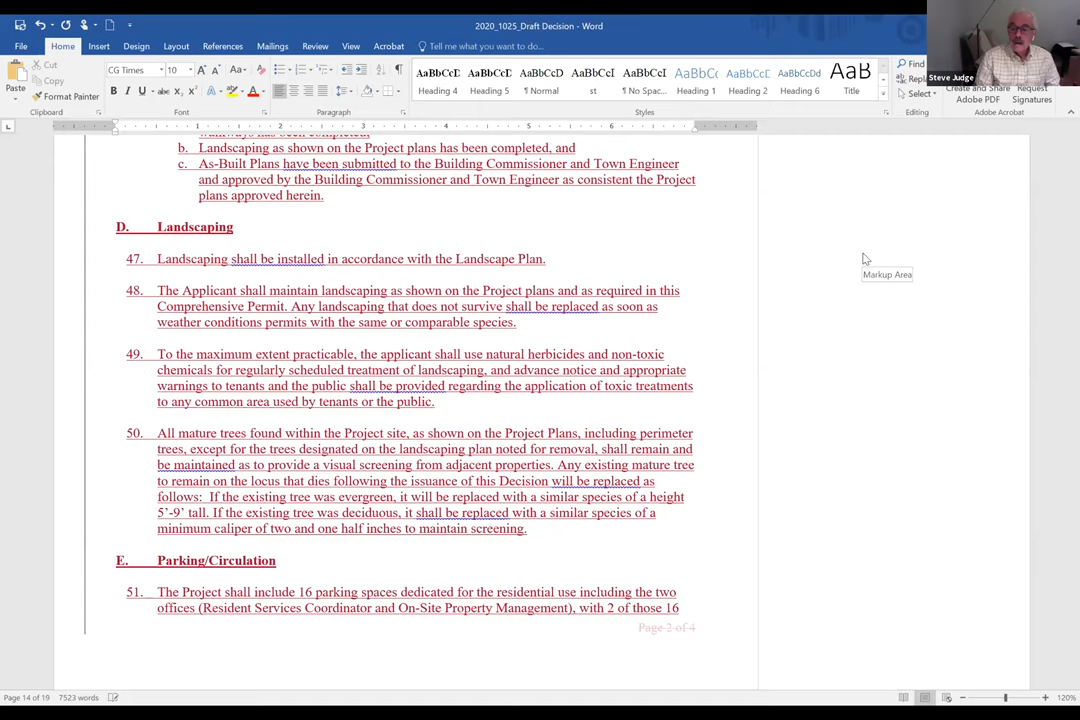 2020_1025_Draft Decision - Word
File Home Insert Design Layout References Mailings Review View Acrobat Tell me what you want to do...
Steve Judge
Paste
Cut
Copy
Format Painter
Clipboard
CG Times 10
Font
Paragraph
AaBbCcD Heading 4
AaBbCcD Heading 5
AaBbCcD ¶ Normal
AaBbCcI st
AaBbCcD ¶ No Spac...
AaBbC Heading 1
AaBbCc Heading 2
AaBbCcDd Heading 6
AaB Title
Styles
Find
Select
Editing
Create and Share Adobe PDF
Request Signatures
Adobe Acrobat
b. Landscaping as shown on the Project plans has been completed, and
c. As-Built Plans have been submitted to the Building Commissioner and Town Engineer
and approved by the Building Commissioner and Town Engineer as consistent the Project
plans approved herein.
D. Landscaping
47. Landscaping shall be installed in accordance with the Landscape Plan.
48. The Applicant shall maintain landscaping as shown on the Project plans and as required in this
Comprehensive Permit. Any landscaping that does not survive shall be replaced as soon as
weather conditions permits with the same or comparable species.
49. To the maximum extent practicable, the applicant shall use natural herbicides and non-toxic
chemicals for regularly scheduled treatment of landscaping, and advance notice and appropriate
warnings to tenants and the public shall be provided regarding the application of toxic treatments
to any common area used by tenants or the public.
50. All mature trees found within the Project site, as shown on the Project Plans, including perimeter
trees, except for the trees designated on the landscaping plan noted for removal, shall remain and
be maintained as to provide a visual screening from adjacent properties. Any existing mature tree
to remain on the locus that dies following the issuance of this Decision will be replaced as
follows: If the existing tree was evergreen, it will be replaced with a similar species of a height
5’-9’ tall. If the existing tree was deciduous, it shall be replaced with a similar species of a
minimum caliper of two and one half inches to maintain screening.
E. Parking/Circulation
51. The Project shall include 16 parking spaces dedicated for the residential use including the two
offices (Resident Services Coordinator and On-Site Property Management), with 2 of those 16
Page 2 of 4
Markup Area
Page 14 of 19 7523 words
120%